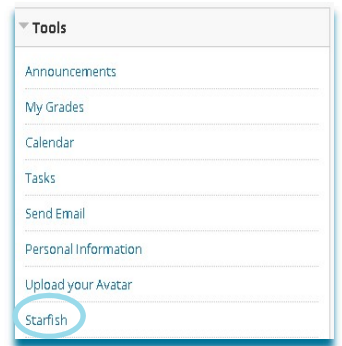 Tools
Announcements
My Grades
Calendar
Tasks
Send Email
Personal Information
Upload your Avatar
Starfish